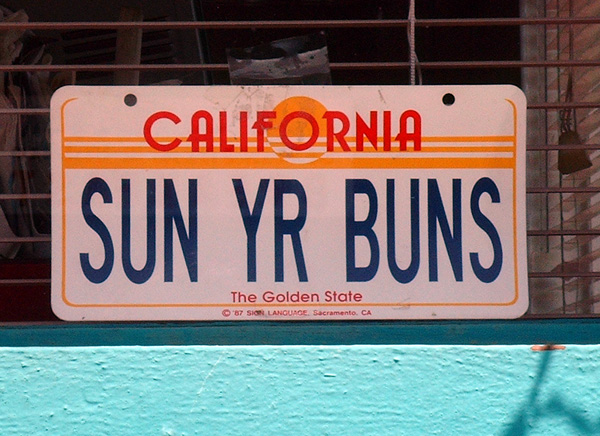 CALIFORNIA
SUN YR BUNS
The Golden State
© '87 SIGN LANGUAGE, Sacramento, CA